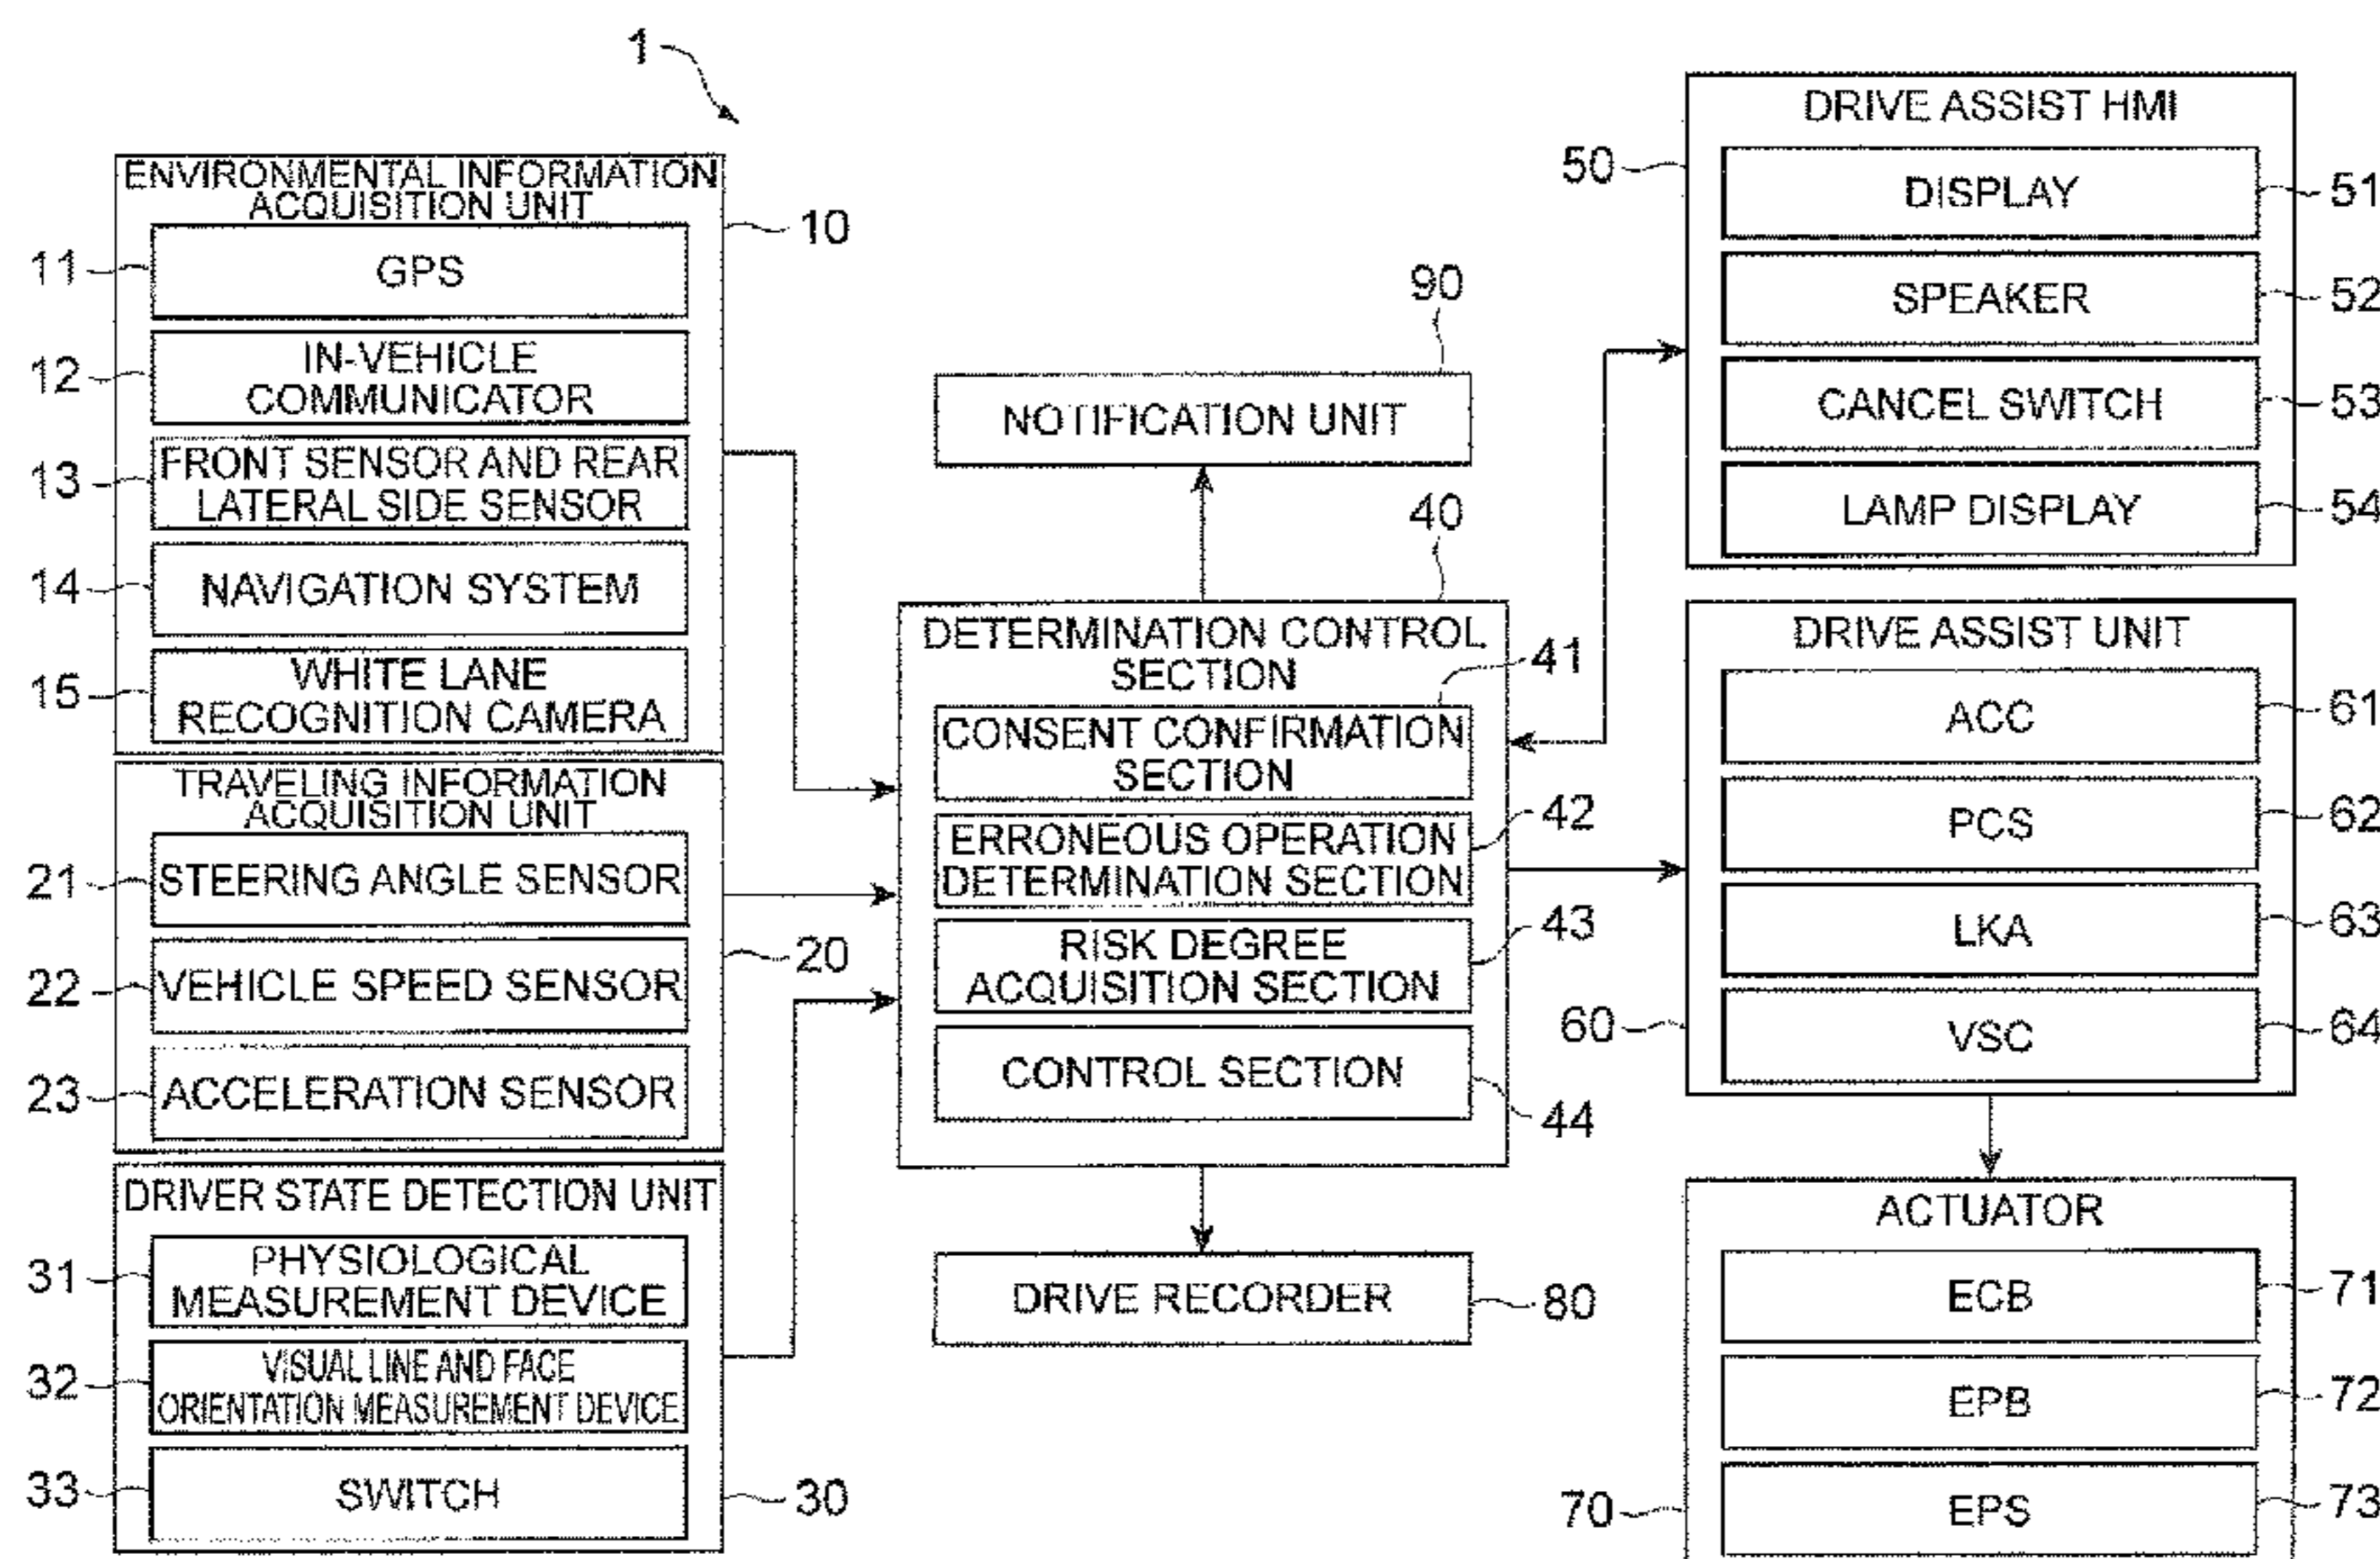 1
ENVIRONMENTAL INFORMATION
ACQUISITION UNIT
10
11
GPS
12
IN-VEHICLE
COMMUNICATOR
13
FRONT SENSOR AND REAR
LATERAL SIDE SENSOR
14
NAVIGATION SYSTEM
15
WHITE LANE
RECOGNITION CAMERA
TRAVELING INFORMATION
ACQUISITION UNIT
21
STEERING ANGLE SENSOR
20
22
VEHICLE SPEED SENSOR
23
ACCELERATION SENSOR
DRIVER STATE DETECTION UNIT
31
PHYSIOLOGICAL
MEASUREMENT DEVICE
32
VISUAL LINE AND FACE
ORIENTATION MEASUREMENT DEVICE
33
SWITCH
30
90
NOTIFICATION UNIT
40
DETERMINATION CONTROL
SECTION
41
CONSENT CONFIRMATION
SECTION
42
ERRONEOUS OPERATION
DETERMINATION SECTION
43
RISK DEGREE
ACQUISITION SECTION
CONTROL SECTION
44
DRIVE RECORDER
80
DRIVE ASSIST HMI
50
DISPLAY
51
SPEAKER
52
CANCEL SWITCH
53
LAMP DISPLAY
54
DRIVE ASSIST UNIT
ACC
61
PCS
62
LKA
63
60
VSC
64
ACTUATOR
ECB
71
EPB
72
70
EPS
73